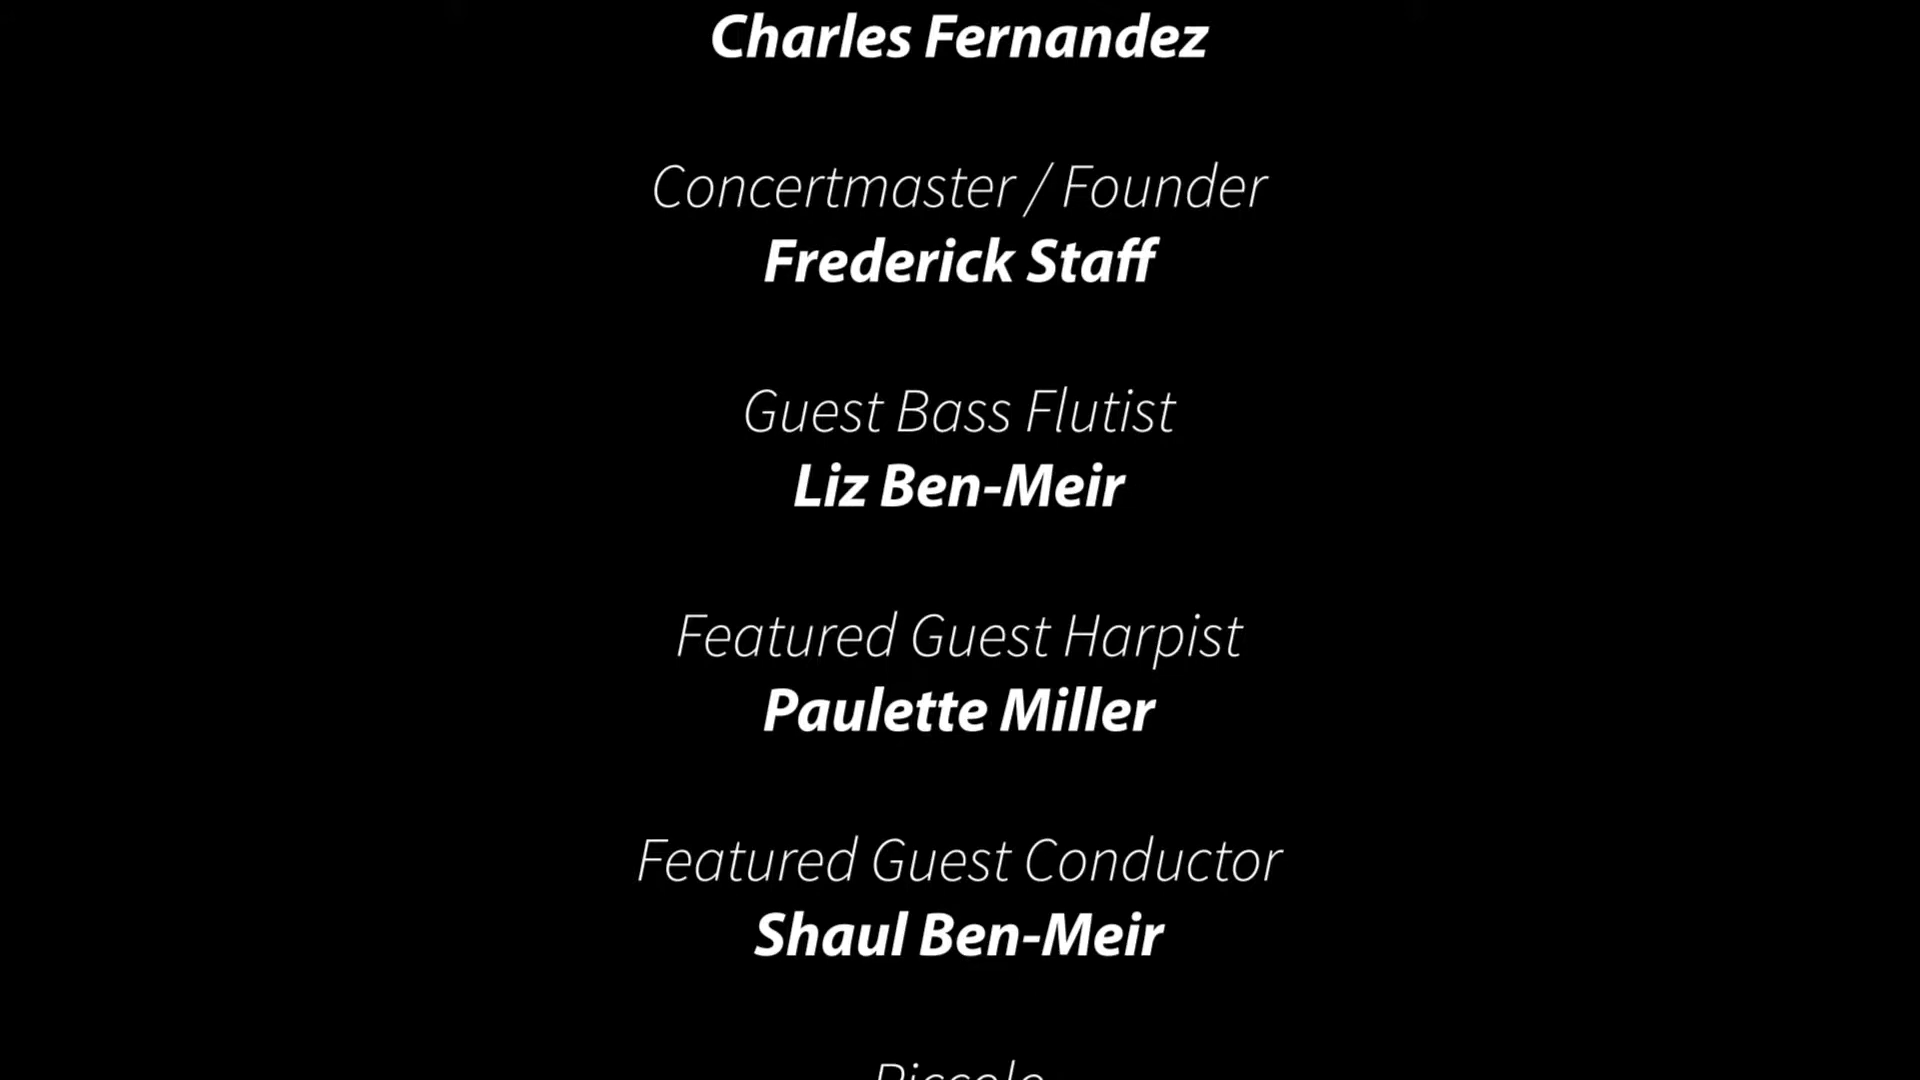 Charles Fernandez
Concertmaster / Founder
Frederick Staff
Guest Bass Flutist
Liz Ben-Meir
Featured Guest Harpist
Paulette Miller
Featured Guest Conductor
Shaul Ben-Meir
Piccolo